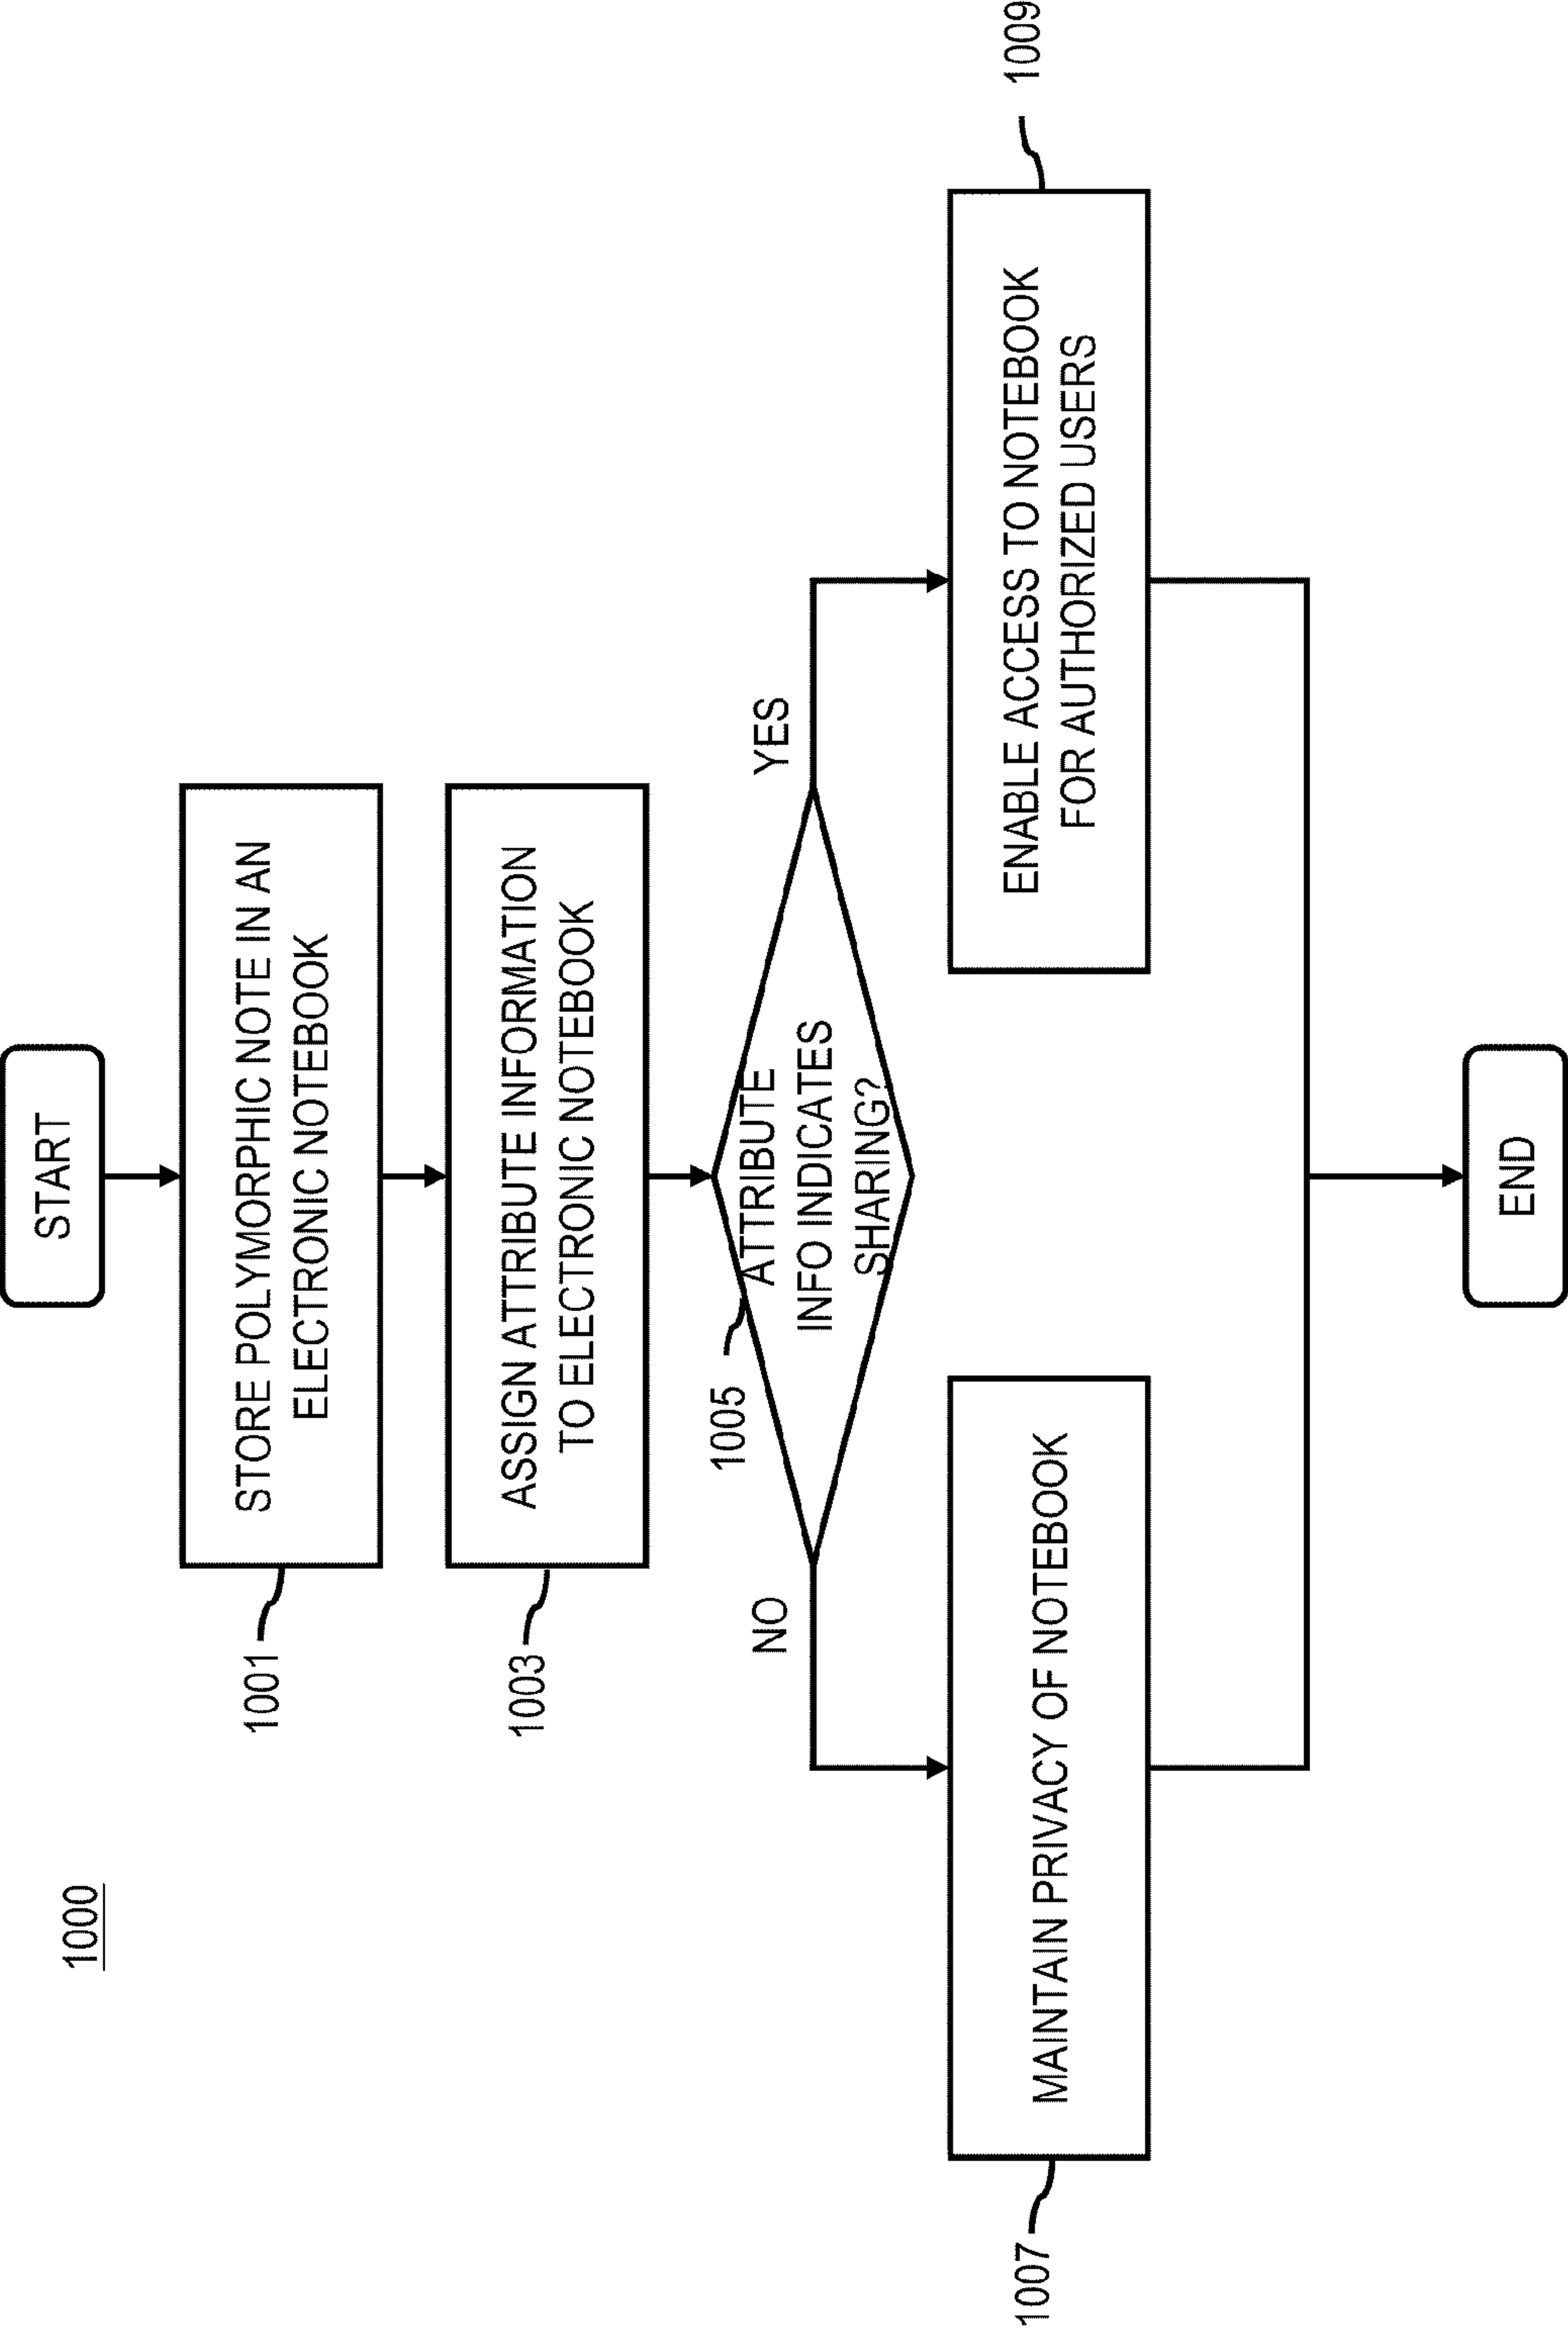 1000
START
1001
STORE POLYMORPHIC NOTE IN AN
ELECTRONIC NOTEBOOK
1003
ASSIGN ATTRIBUTE INFORMATION
TO ELECTRONIC NOTEBOOK
1005
ATTRIBUTE
INFO INDICATES
SHARING?
NO
YES
1007
MAINTAIN PRIVACY OF NOTEBOOK
ENABLE ACCESS TO NOTEBOOK
FOR AUTHORIZED USERS
1009
END